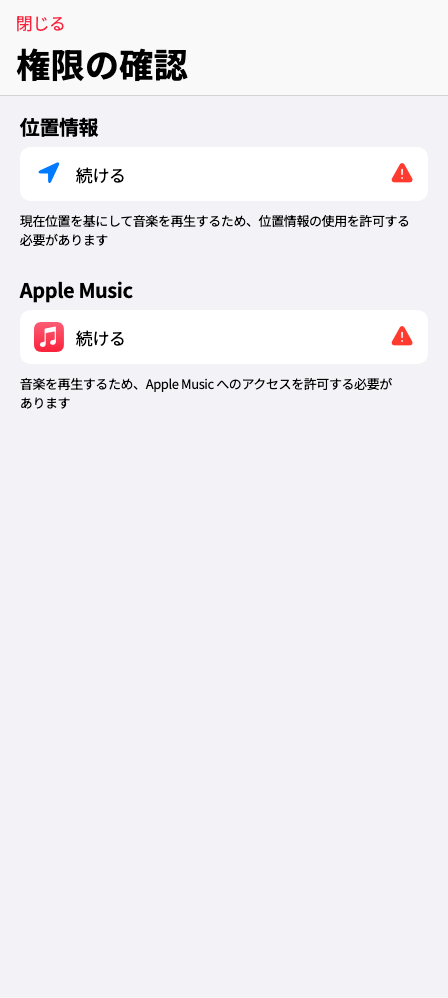 閉じる
権限の確認
位置情報
続ける
現在位置を基にして音楽を再生するため、位置情報の使用を許可する
必要があります
Apple Music
続ける
音楽を再生するため、Apple Music へのアクセスを許可する必要が
あります